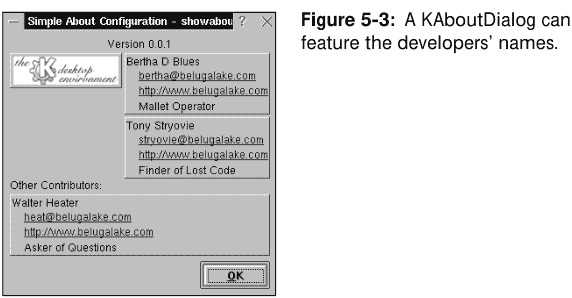 Simple About Configuration - showabou ? X
Version 0.0.1
the K desktop environment
Bertha D Blues
bertha@belugalake.com
http://www.belugalake.com
Mallet Operator
Tony Stryovie
stryovie@belugalake.com
http://www.belugalake.com
Finder of Lost Code
Other Contributors:
Walter Heater
heat@belugalake.com
http://www.belugalake.com
Asker of Questions
OK
Figure 5-3: A KAboutDialog can
feature the developers' names.